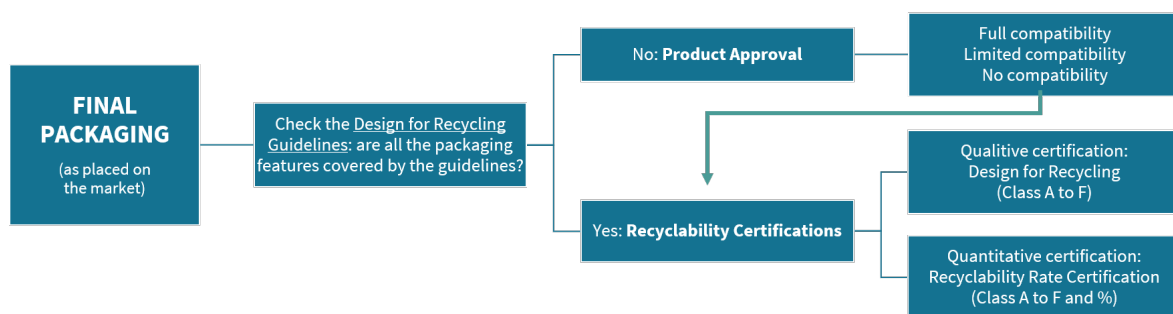 FINAL
PACKAGING
(as placed on
the market)
Check the Design for Recycling
Guidelines: are all the packaging
features covered by the guidelines?
No: Product Approval
Full compatibility
Limited compatibility
No compatibility
Yes: Recyclability Certifications
Qualitive certification:
Design for Recycling
(Class A to F)
Quantitative certification:
Recyclability Rate Certification
(Class A to F and %)